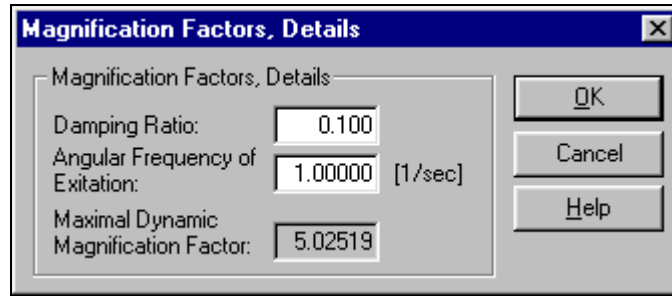 Magnification Factors, Details
Magnification Factors, Details
Damping Ratio: 0.100
Angular Frequency of
Exitation: 1.00000 [1/sec]
Maximal Dynamic
Magnification Factor: 5.02519
OK
Cancel
Help